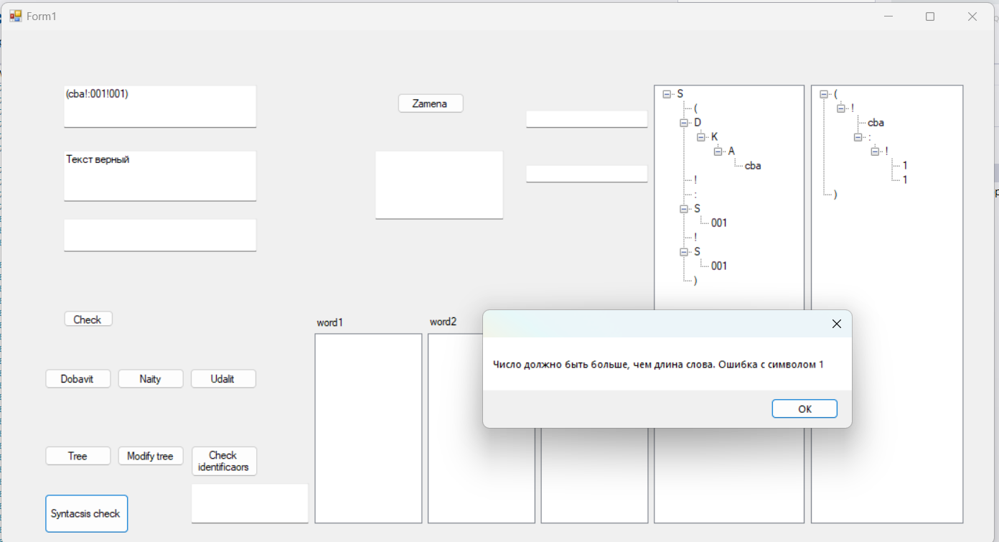 Form1
(cba!:001!001)
Текст верный
Zamena
S
(
D
K
A
cba
!
:
S
001
!
S
001
)
(
!
cba
:
!
1
1
)
Check
word1
word2
Число должно быть больше, чем длина слова. Ошибка с символом 1
OK
Dobavit
Naity
Udalit
Tree
Modify tree
Check
identificaors
Syntacsis check